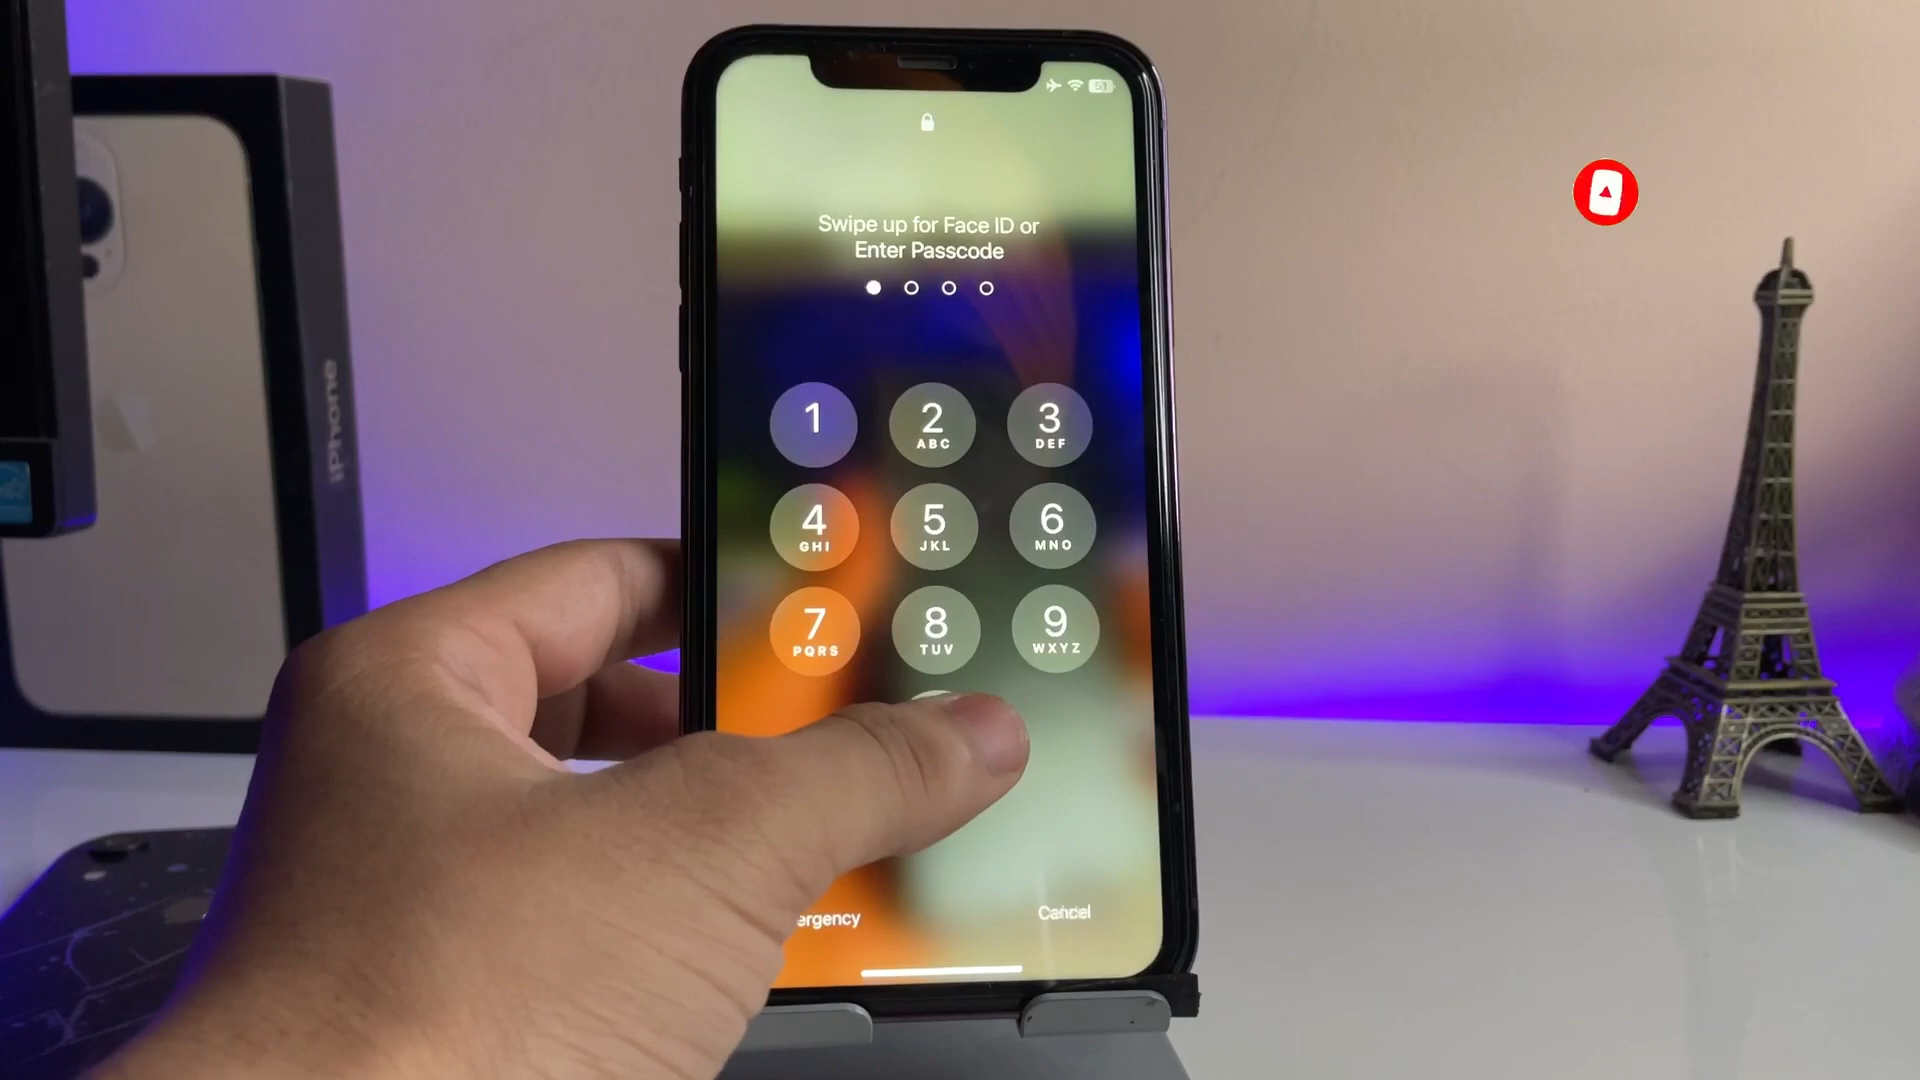 51
Swipe up for Face ID or
Enter Passcode
1
2
ABC
3
DEF
4
GHI
5
JKL
6
MNO
7
PQRS
8
TUV
9
WXYZ
ergency
Cancel
iPhone